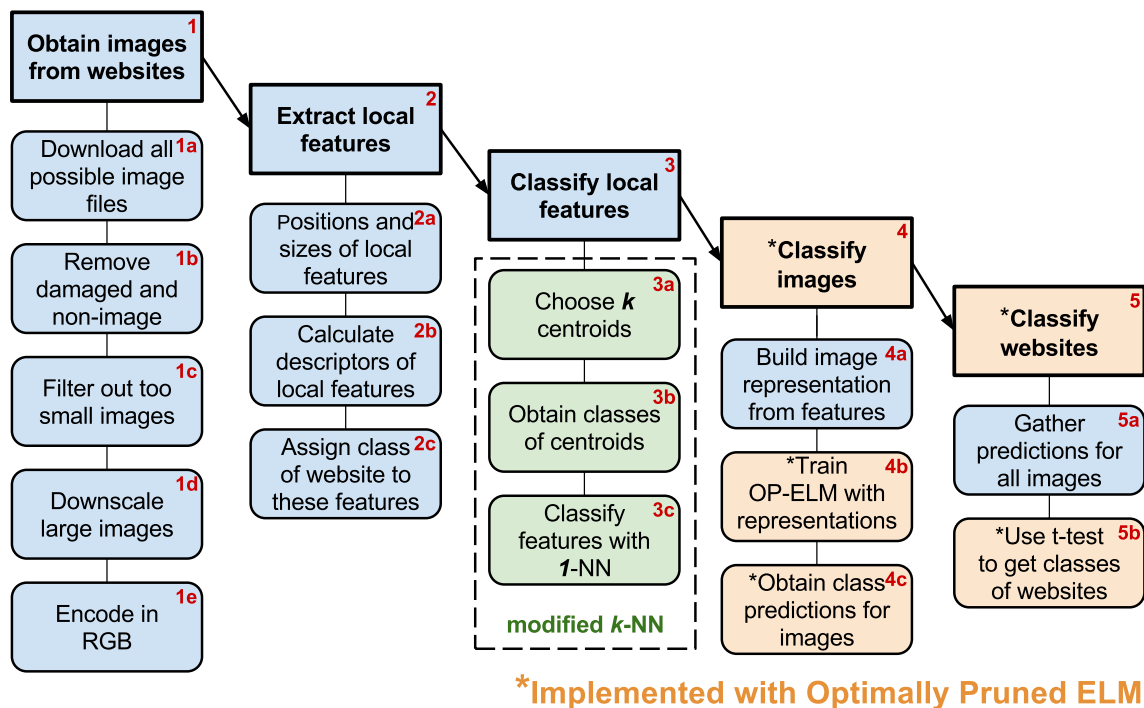 1
Obtain images
from websites
1a
Download all
possible image
files
1b
Remove
damaged and
non-image
1c
Filter out too
small images
1d
Downscale
large images
1e
Encode in
RGB
2
Extract local
features
2a
Positions and
sizes of local
features
2b
Calculate
descriptors of
local features
2c
Assign class
of website to
these features
3
Classify local
features
3a
Choose k
centroids
3b
Obtain classes
of centroids
3c
Classify
features with
1-NN
modified k-NN
4
*Classify
images
4a
Build image
representation
from features
4b
*Train
OP-ELM with
representations
4c
*Obtain class
predictions for
images
5
*Classify
websites
5a
Gather
predictions for
all images
5b
*Use t-test
to get classes
of websites
*Implemented with Optimally Pruned ELM